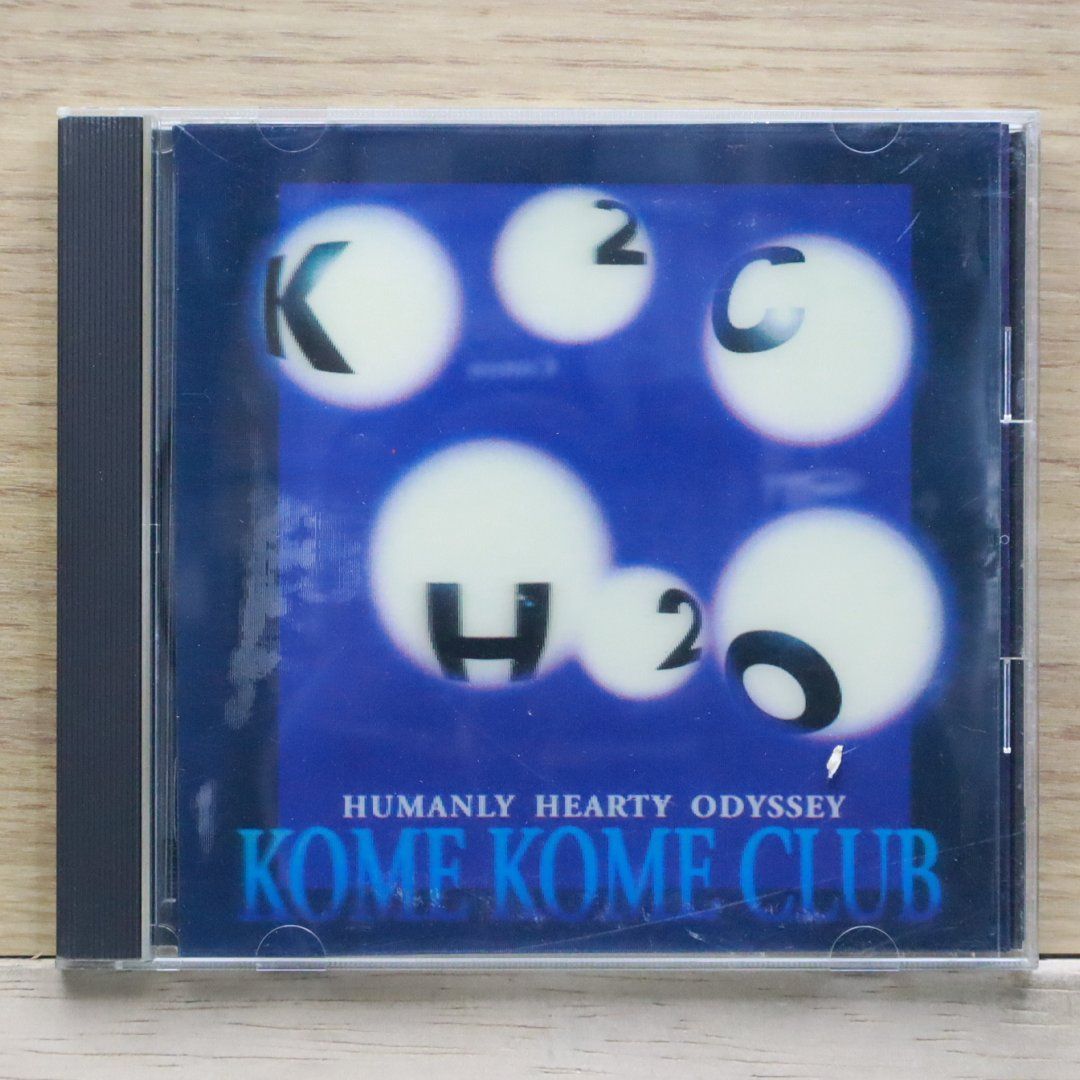 K2C
H2O
HUMANLY HEARTY ODYSSEY
KOME KOME CLUB